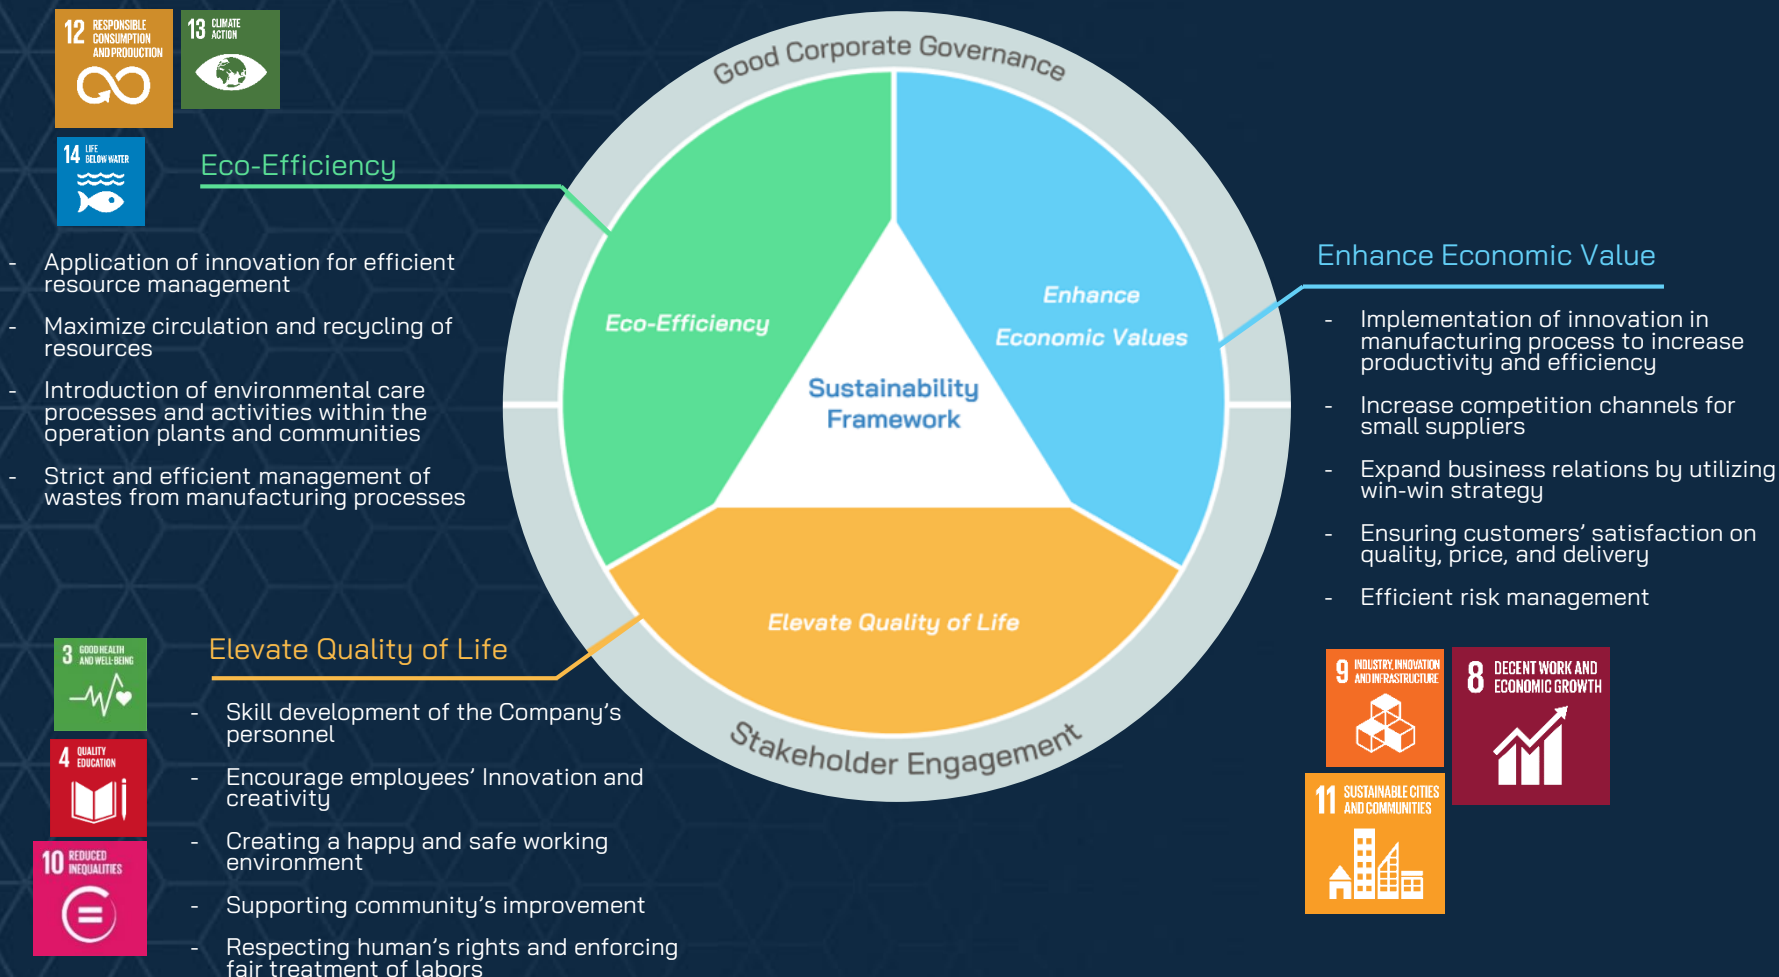 12 RESPONSIBLE
CONSUMPTION
AND PRODUCTION
13 CLIMATE
ACTION
14 LIFE
BELOW WATER
Eco-Efficiency
- Application of innovation for efficient
resource management
- Maximize circulation and recycling of
resources
- Introduction of environmental care
processes and activities within the
operation plants and communities
- Strict and efficient management of
wastes from manufacturing processes
Good Corporate Governance
Eco-Efficiency
Enhance
Economic Values
Sustainability
Framework
Elevate Quality of Life
Stakeholder Engagement
Enhance Economic Value
- Implementation of innovation in
manufacturing process to increase
productivity and efficiency
- Increase competition channels for
small suppliers
- Expand business relations by utilizing
win-win strategy
- Ensuring customers’ satisfaction on
quality, price, and delivery
- Efficient risk management
9 INDUSTRY, INNOVATION
AND INFRASTRUCTURE
8 DECENT WORK AND
ECONOMIC GROWTH
11 SUSTAINABLE CITIES
AND COMMUNITIES
3 GOOD HEALTH
AND WELL-BEING
4 QUALITY
EDUCATION
10 REDUCED
INEQUALITIES
Elevate Quality of Life
- Skill development of the Company’s
personnel
- Encourage employees’ Innovation and
creativity
- Creating a happy and safe working
environment
- Supporting community’s improvement
- Respecting human’s rights and enforcing
fair treatment of labors